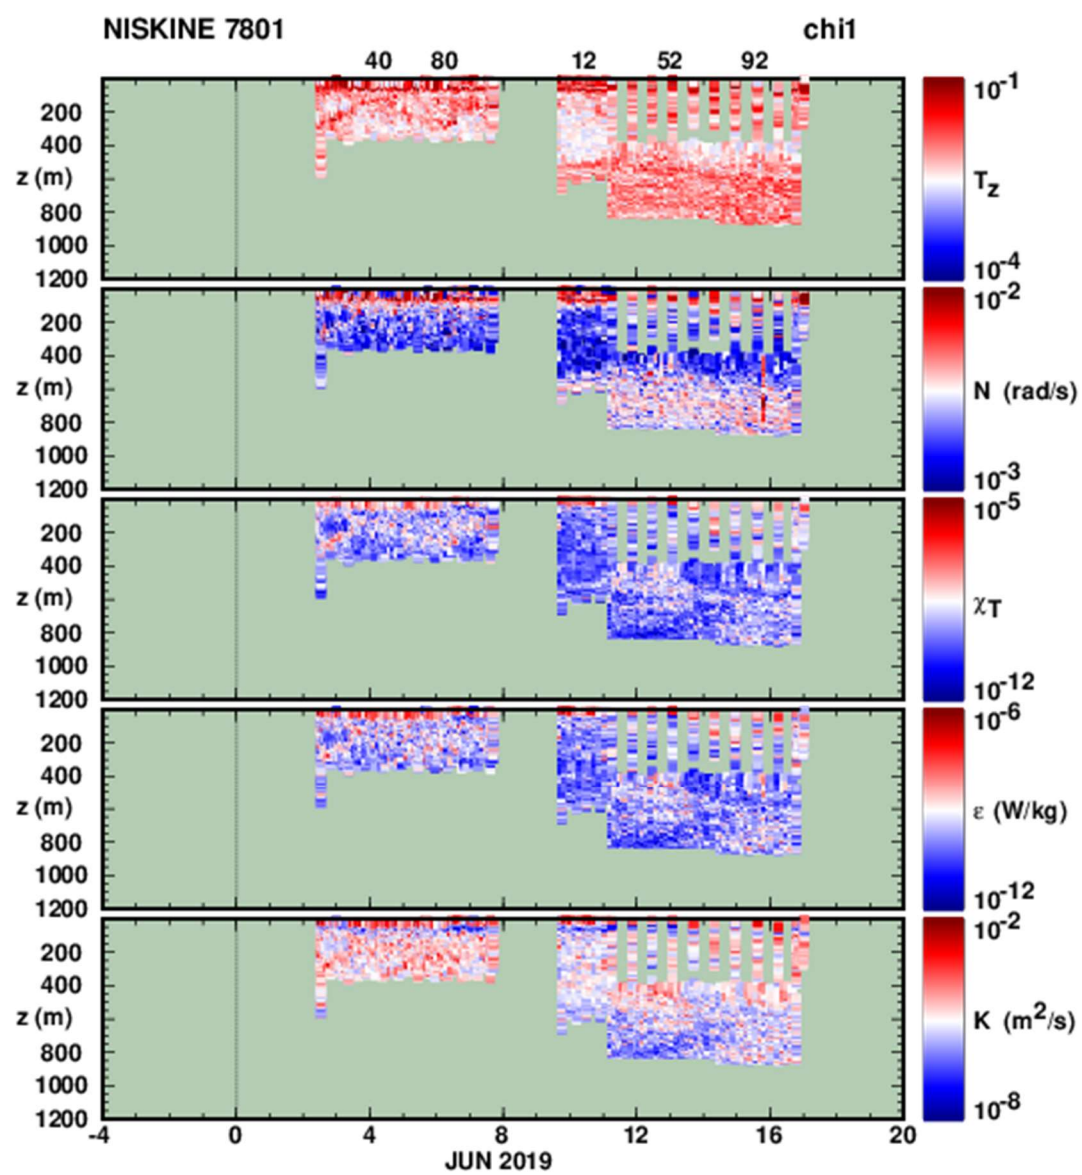 NISKINE 7801 chi1
40 80 12 52 92
200
400
z (m)
800
1000
1200
10^-1
T_z
10^-4
200
400
z (m)
800
1000
1200
10^-2
N (rad/s)
10^-3
200
400
z (m)
800
1000
1200
10^-5
χ_T
10^-12
200
400
z (m)
800
1000
1200
10^-6
ε (W/kg)
10^-12
200
400
z (m)
800
1000
1200
10^-2
K (m^2/s)
10^-8
-4 0 4 8 12 16 20
JUN 2019